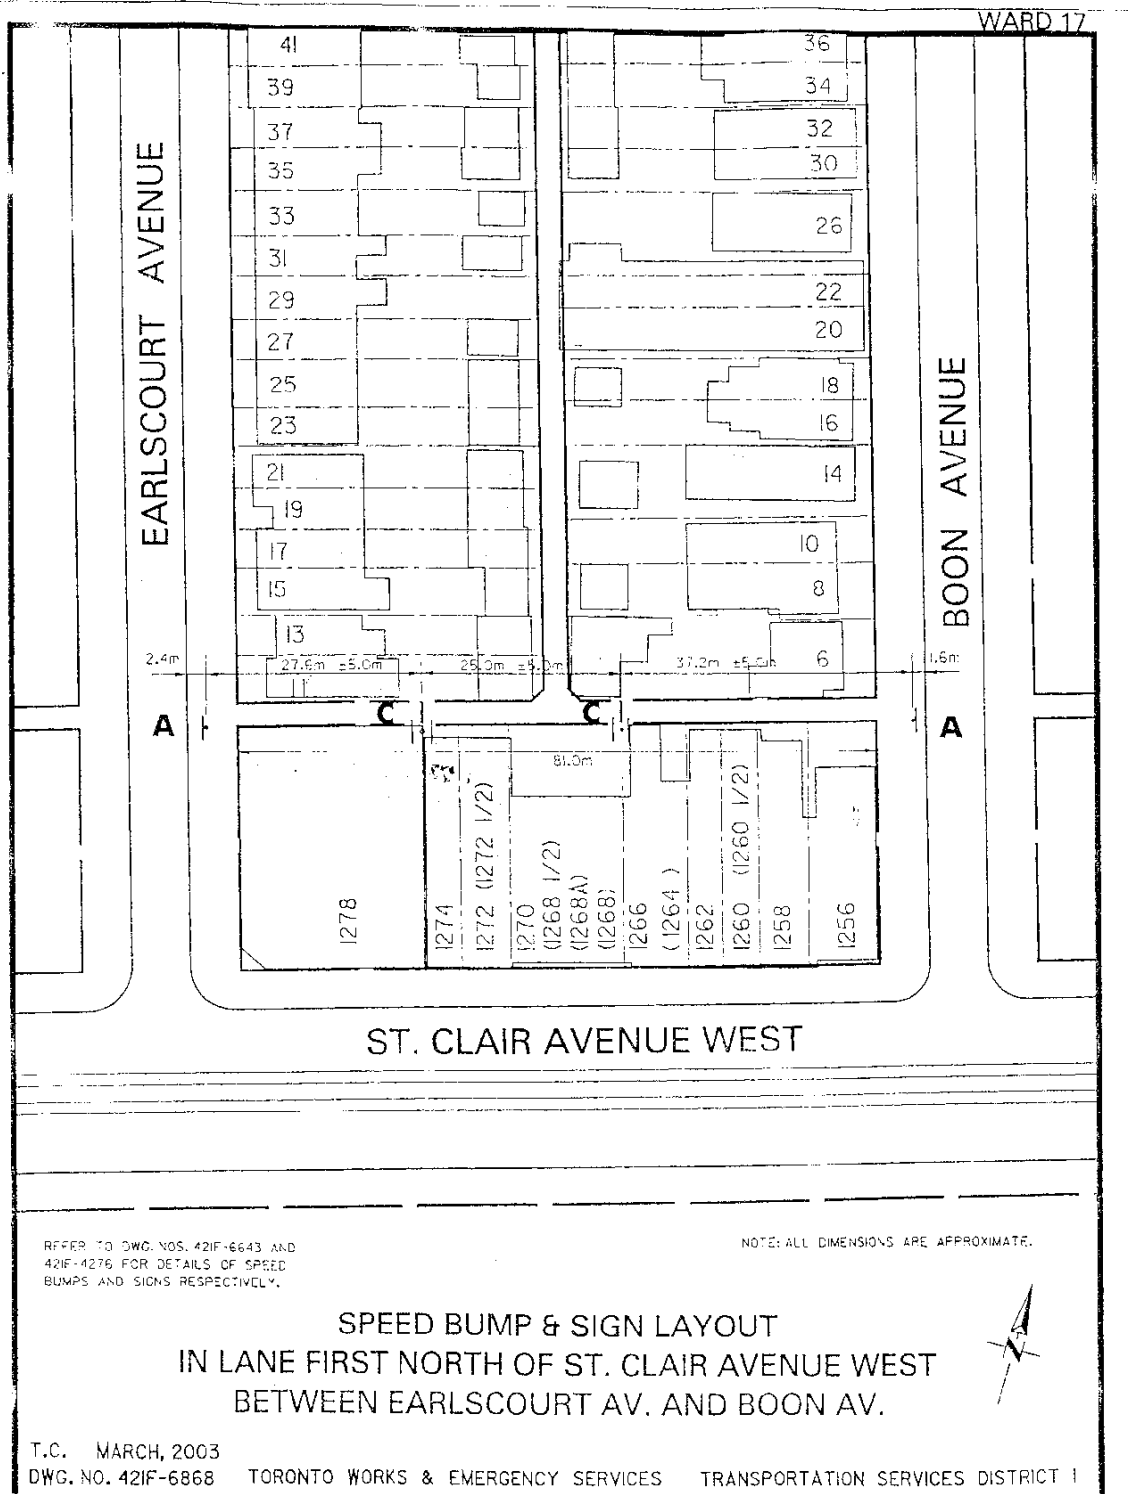 WARD 17
41
39
37
35
33
31
29
27
25
23
21
19
17
15
13
11
36
34
32
30
26
22
20
18
16
14
10
8
6
EARLSCOURT AVENUE
BOON AVENUE
2.4m
27.6m ±5.0m
25.0m ±5.0m
37.2m ±5.0m
1.6m
A
C
C
A
81.0m
1278
1274
1272 (1272 1/2)
1270
(1268 1/2)
(1268A)
(1268)
1266
(1264 )
1262
1260 (1260 1/2)
1258
1256
ST. CLAIR AVENUE WEST
REFER TO DWG. NOS. 421F-6643 AND
421F-4276 FOR DETAILS OF SPEED
BUMPS AND SIGNS RESPECTIVELY.
NOTE: ALL DIMENSIONS ARE APPROXIMATE.
N
SPEED BUMP & SIGN LAYOUT
IN LANE FIRST NORTH OF ST. CLAIR AVENUE WEST
BETWEEN EARLSCOURT AV. AND BOON AV.
T.C. MARCH, 2003
DWG. NO. 421F-6868 TORONTO WORKS & EMERGENCY SERVICES TRANSPORTATION SERVICES DISTRICT 1